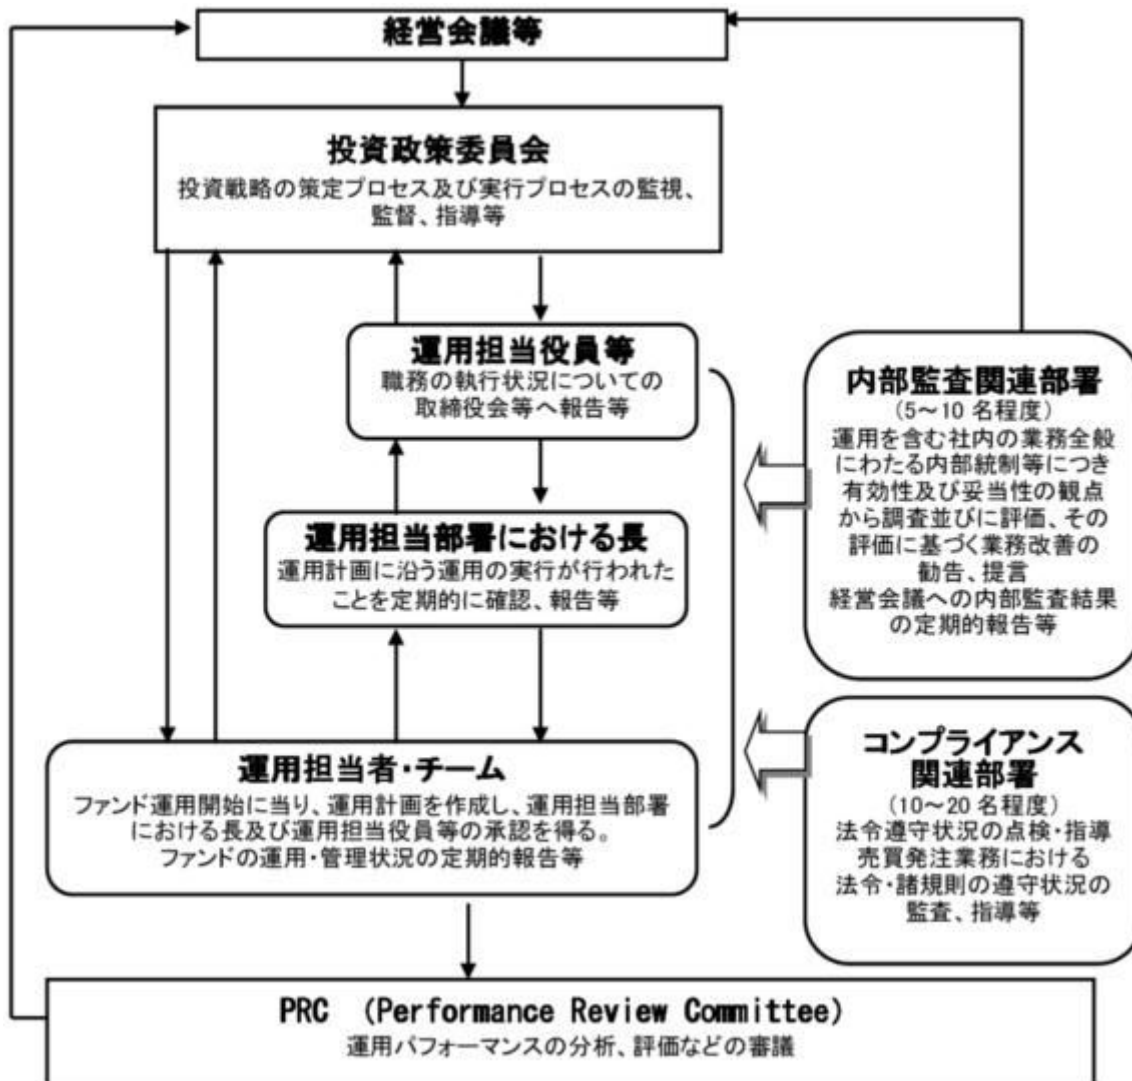 経営会議等
投資政策委員会
投資戦略の策定プロセス及び実行プロセスの監視、
監督、指導等
運用担当役員等
職務の執行状況についての
取締役会等へ報告等
運用担当部署における長
運用計画に沿う運用の実行が行われた
ことを定期的に確認、報告等
運用担当者・チーム
ファンド運用開始に当り、運用計画を作成し、運用担当部署
における長及び運用担当役員等の承認を得る。
ファンドの運用・管理状況の定期的報告等
内部監査関連部署
(5～10 名程度)
運用を含む社内の業務全般
にわたる内部統制等につき
有効性及び妥当性の観点
から調査並びに評価、その
評価に基づく業務改善の
勧告、提言
経営会議への内部監査結果
の定期的報告等
コンプライアンス
関連部署
(10～20 名程度)
法令遵守状況の点検・指導
売買発注業務における
法令・諸規則の遵守状況の
監査、指導等
PRC (Performance Review Committee)
運用パフォーマンスの分析、評価などの審議